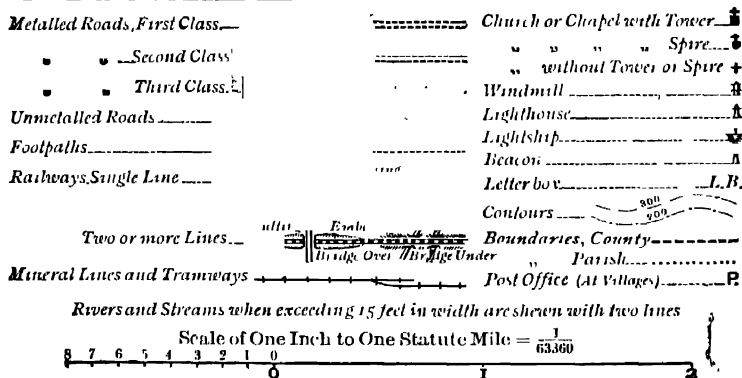 Metalled Roads, First Class
" " Second Class
" " Third Class
Unmetalled Roads
Footpaths
Railways, Single Line
Two or more Lines
Bridge Over Bridge Under
Mineral Lines and Tramways
Church or Chapel with Tower
" " " " Spire
" without Tower or Spire
Windmill
Lighthouse
Lightship
Beacon
Letter box L.B.
Contours 800 900
Boundaries, County
" Parish
Post Office (At Villages) P.
Rivers and Streams when exceeding 15 feet in width are shewn with two lines
Scale of One Inch to One Statute Mile = 1/63360
8 7 6 5 4 3 2 1 0
0 1 2